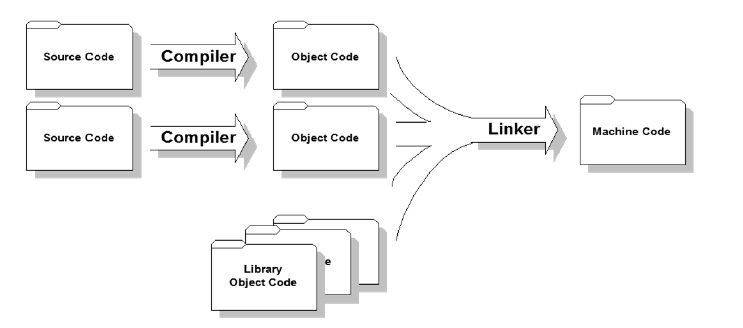 Source Code
Compiler
Object Code
Source Code
Compiler
Object Code
Linker
Machine Code
Library
Object Code
e